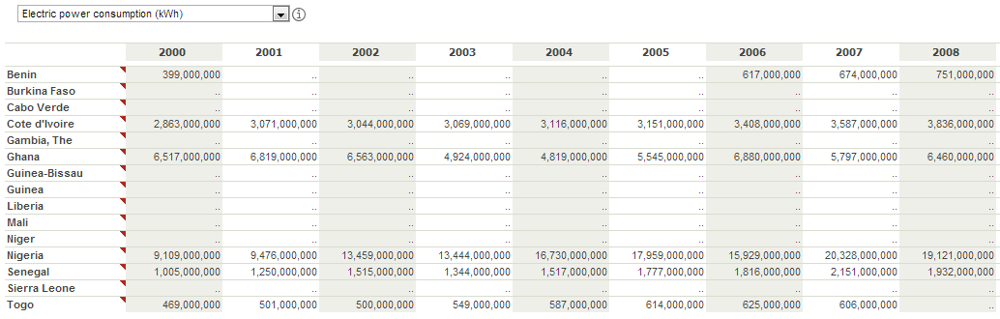 Electric power consumption (kWh)
2000 2001 2002 2003 2004 2005 2006 2007 2008
Benin 399,000,000 .. .. .. .. .. 617,000,000 674,000,000 751,000,000
Burkina Faso .. .. .. .. .. .. .. .. ..
Cabo Verde .. .. .. .. .. .. .. .. ..
Cote d'Ivoire 2,863,000,000 3,071,000,000 3,044,000,000 3,069,000,000 3,116,000,000 3,151,000,000 3,408,000,000 3,587,000,000 3,836,000,000
Gambia, The .. .. .. .. .. .. .. .. ..
Ghana 6,517,000,000 6,819,000,000 6,563,000,000 4,924,000,000 4,819,000,000 5,545,000,000 6,880,000,000 5,797,000,000 6,460,000,000
Guinea-Bissau .. .. .. .. .. .. .. .. ..
Guinea .. .. .. .. .. .. .. .. ..
Liberia .. .. .. .. .. .. .. .. ..
Mali .. .. .. .. .. .. .. .. ..
Niger .. .. .. .. .. .. .. .. ..
Nigeria 9,109,000,000 9,476,000,000 13,459,000,000 13,444,000,000 16,730,000,000 17,959,000,000 15,929,000,000 20,328,000,000 19,121,000,000
Senegal 1,005,000,000 1,250,000,000 1,515,000,000 1,344,000,000 1,517,000,000 1,777,000,000 1,816,000,000 2,151,000,000 1,932,000,000
Sierra Leone .. .. .. .. .. .. .. .. ..
Togo 469,000,000 501,000,000 500,000,000 549,000,000 587,000,000 614,000,000 625,000,000 606,000,000 ..